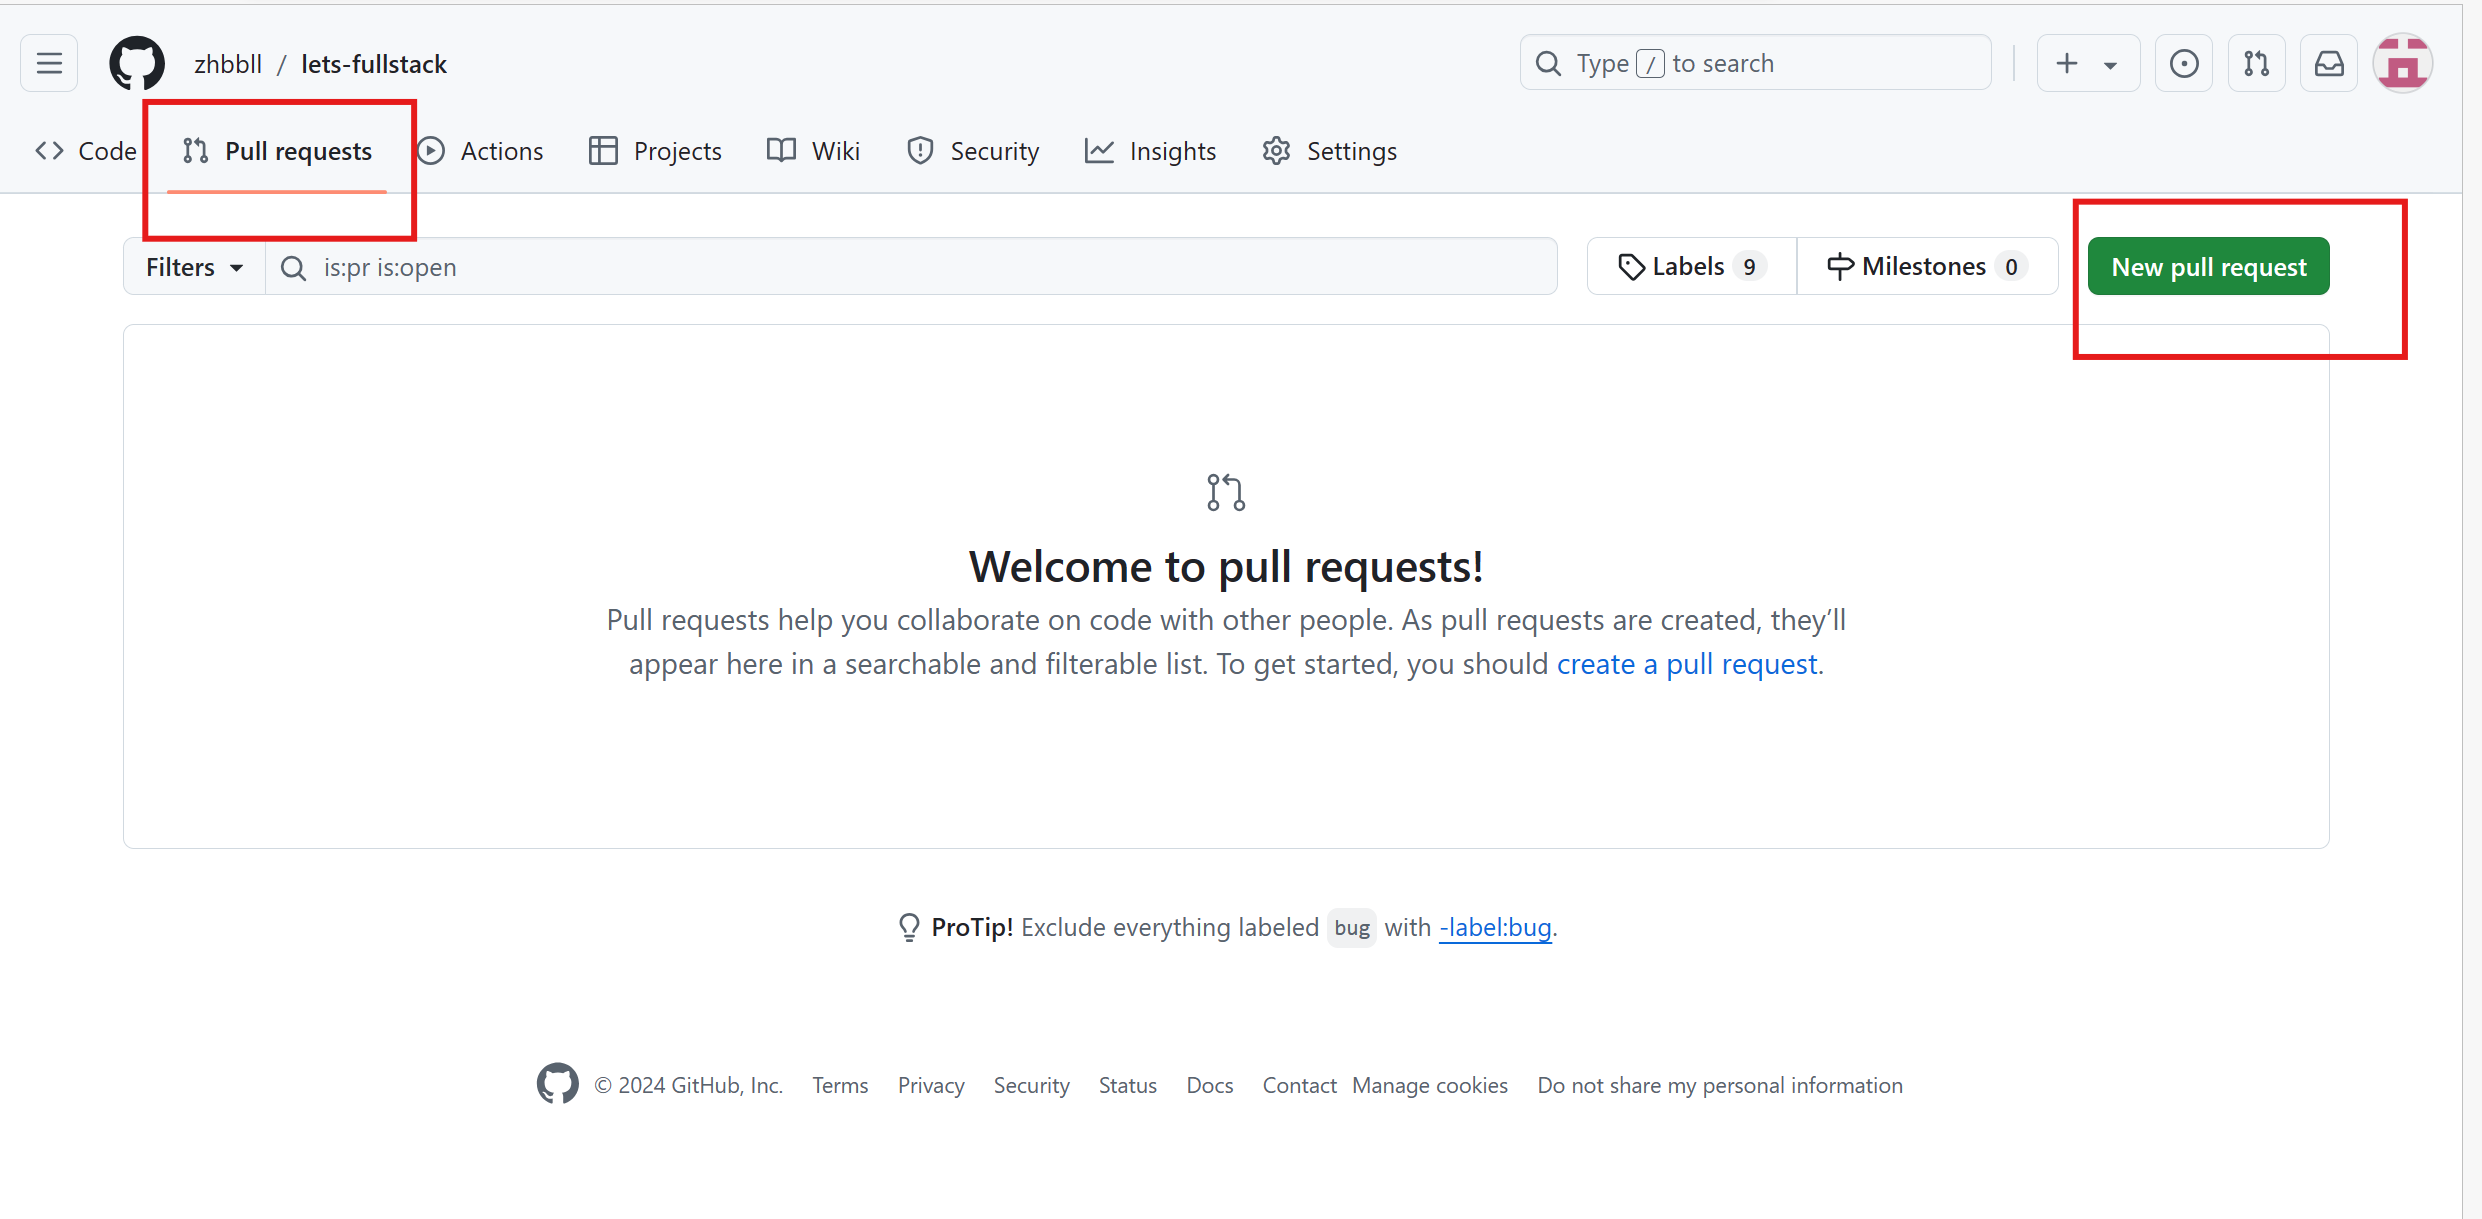 zhbbll / lets-fullstack
Type / to search
Code Pull requests Actions Projects Wiki Security Insights Settings
Filters is:pr is:open Labels 9 Milestones 0 New pull request
Welcome to pull requests!
Pull requests help you collaborate on code with other people. As pull requests are created, they’ll
appear here in a searchable and filterable list. To get started, you should create a pull request.
ProTip! Exclude everything labeled bug with -label:bug.
© 2024 GitHub, Inc. Terms Privacy Security Status Docs Contact Manage cookies Do not share my personal information